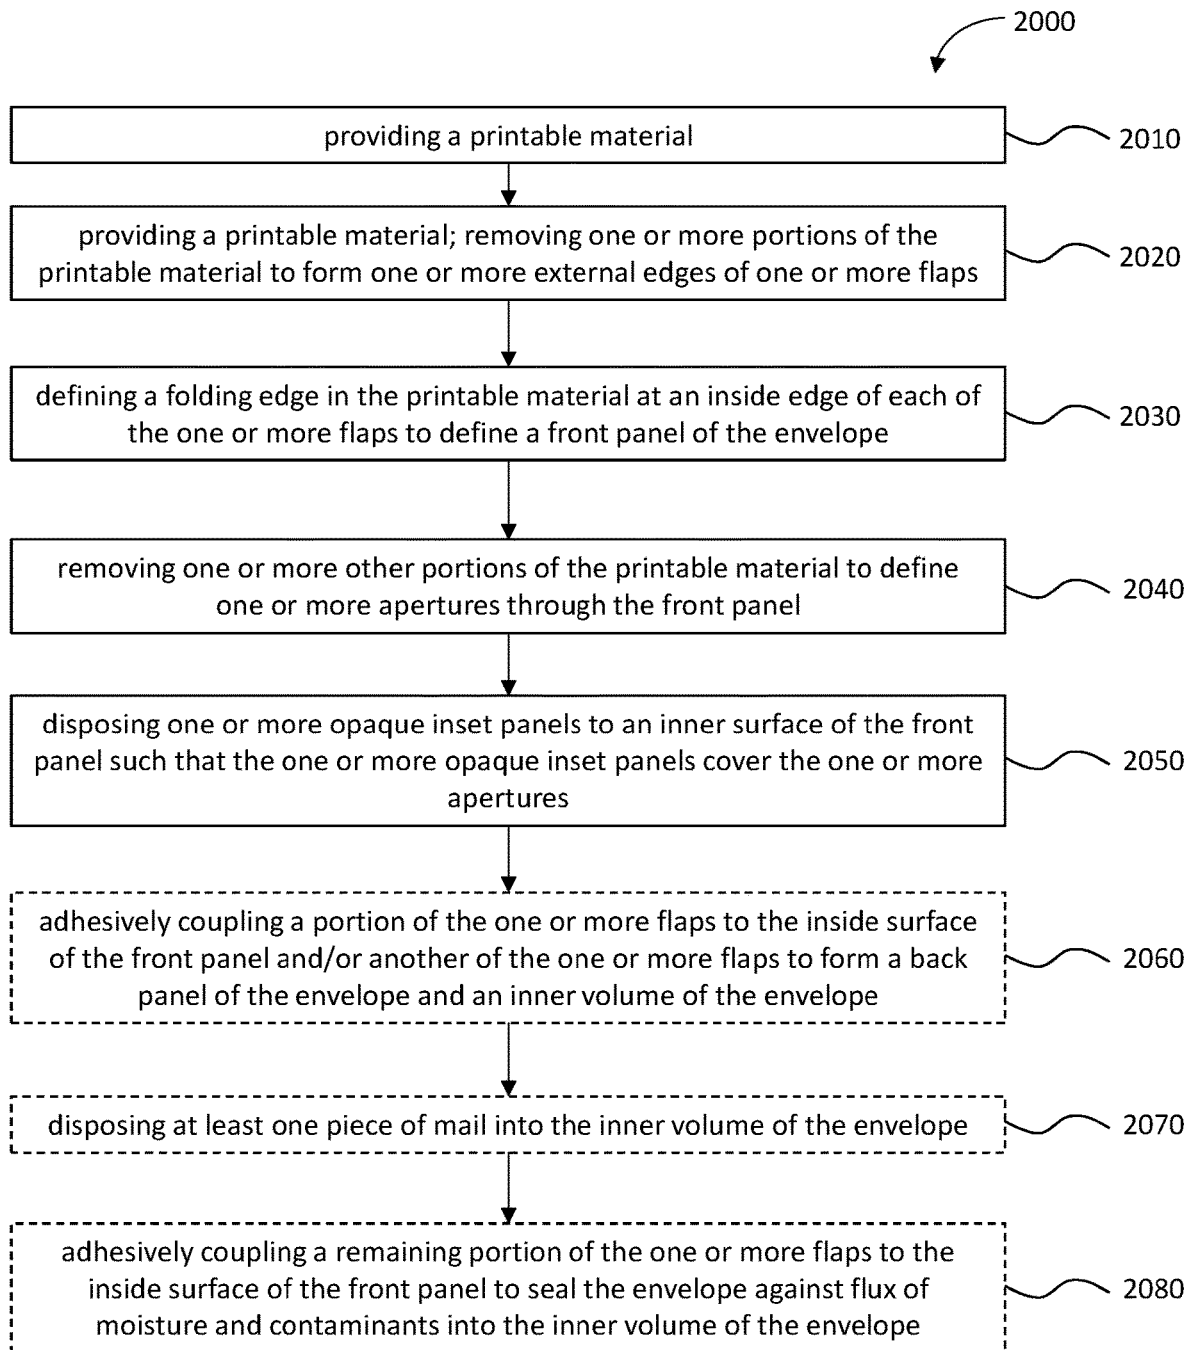 2000
providing a printable material
2010
providing a printable material; removing one or more portions of the
printable material to form one or more external edges of one or more flaps
2020
defining a folding edge in the printable material at an inside edge of each of
the one or more flaps to define a front panel of the envelope
2030
removing one or more other portions of the printable material to define
one or more apertures through the front panel
2040
disposing one or more opaque inset panels to an inner surface of the front
panel such that the one or more opaque inset panels cover the one or more
apertures
2050
adhesively coupling a portion of the one or more flaps to the inside surface
of the front panel and/or another of the one or more flaps to form a back
panel of the envelope and an inner volume of the envelope
2060
disposing at least one piece of mail into the inner volume of the envelope
2070
adhesively coupling a remaining portion of the one or more flaps to the
inside surface of the front panel to seal the envelope against flux of
moisture and contaminants into the inner volume of the envelope
2080